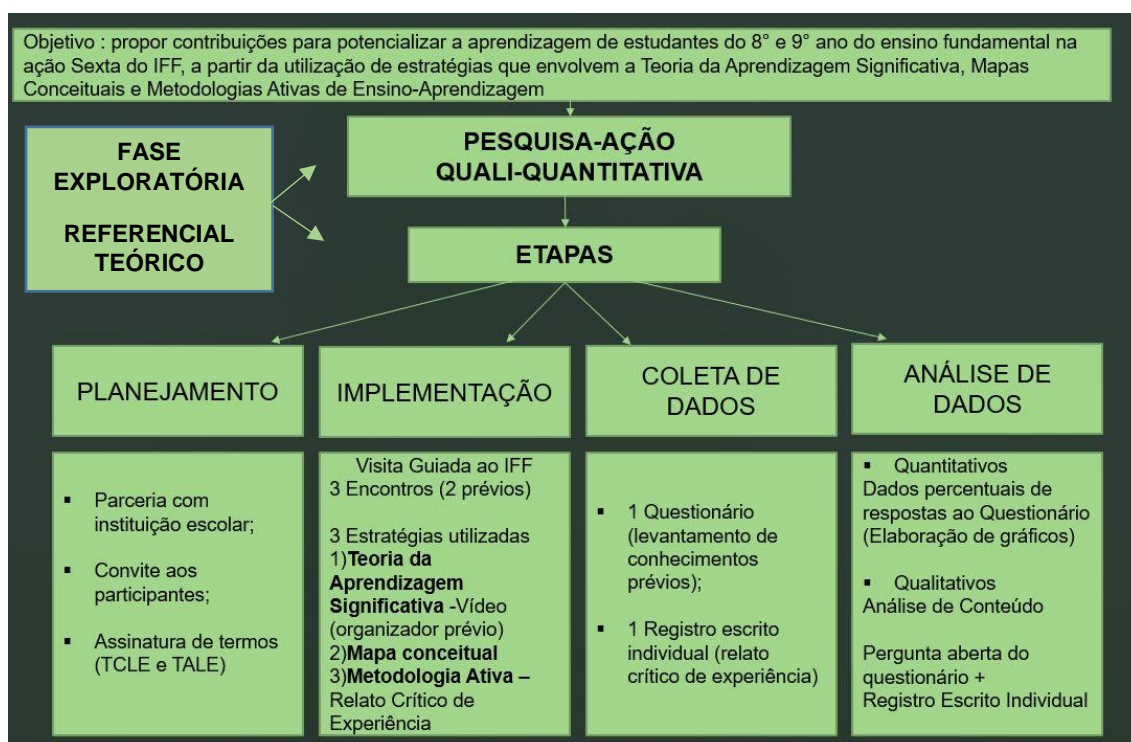 Objetivo : propor contribuições para potencializar a aprendizagem de estudantes do 8° e 9° ano do ensino fundamental na
ação Sexta do IFF, a partir da utilização de estratégias que envolvem a Teoria da Aprendizagem Significativa, Mapas
Conceituais e Metodologias Ativas de Ensino-Aprendizagem
FASE
EXPLORATÓRIA
REFERENCIAL
TEÓRICO
PESQUISA-AÇÃO
QUALI-QUANTITATIVA
ETAPAS
PLANEJAMENTO
▪ Parceria com
instituição escolar;
▪ Convite aos
participantes;
▪ Assinatura de termos
(TCLE e TALE)
IMPLEMENTAÇÃO
Visita Guiada ao IFF
3 Encontros (2 prévios)
3 Estratégias utilizadas
1)Teoria da
Aprendizagem
Significativa -Vídeo
(organizador prévio)
2)Mapa conceitual
3)Metodologia Ativa –
Relato Crítico de
Experiência
COLETA DE
DADOS
▪ 1 Questionário
(levantamento de
conhecimentos
prévios);
▪ 1 Registro escrito
individual (relato
crítico de experiência)
ANÁLISE DE
DADOS
▪ Quantitativos
Dados percentuais de
respostas ao Questionário
(Elaboração de gráficos)
▪ Qualitativos
Análise de Conteúdo
Pergunta aberta do
questionário +
Registro Escrito Individual